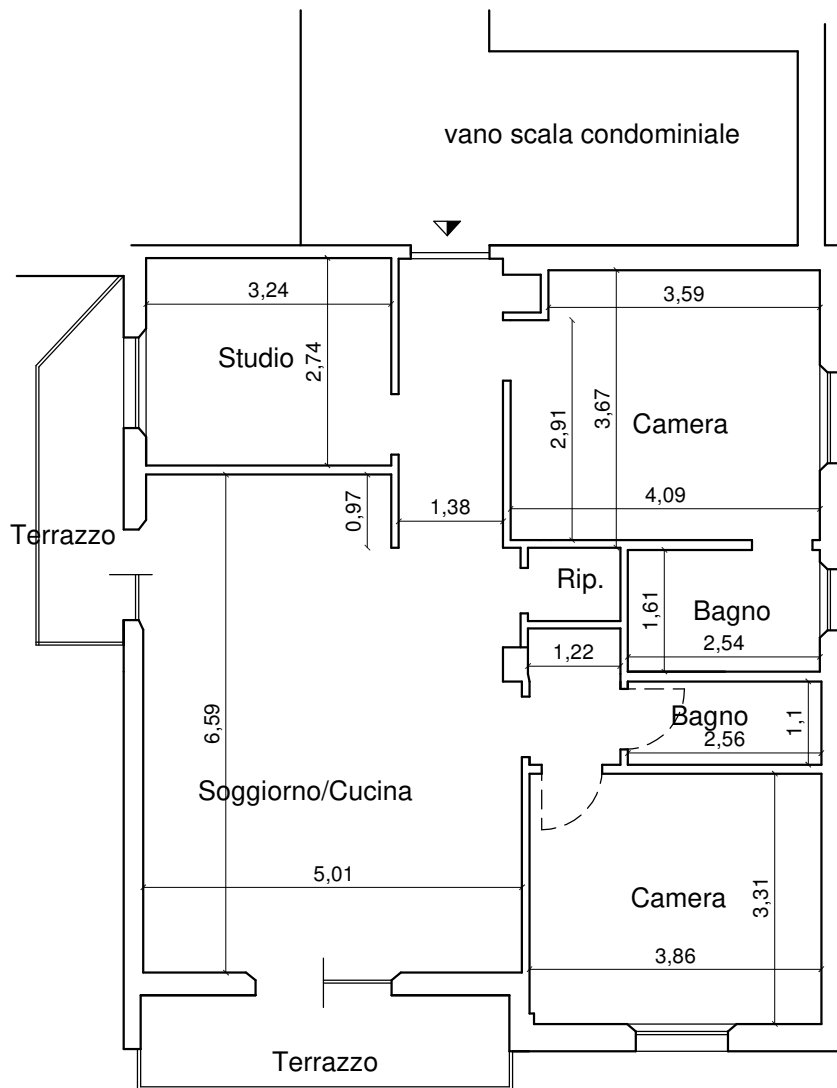 vano scala condominiale
3,24
3,59
Studio
2,74
2,91
3,67
Camera
4,09
0,97
1,38
Terrazzo
Rip.
1,61
Bagno
2,54
1,22
6,59
Bagno
2,56
1,1
Soggiorno/Cucina
5,01
Camera
3,31
3,86
Terrazzo